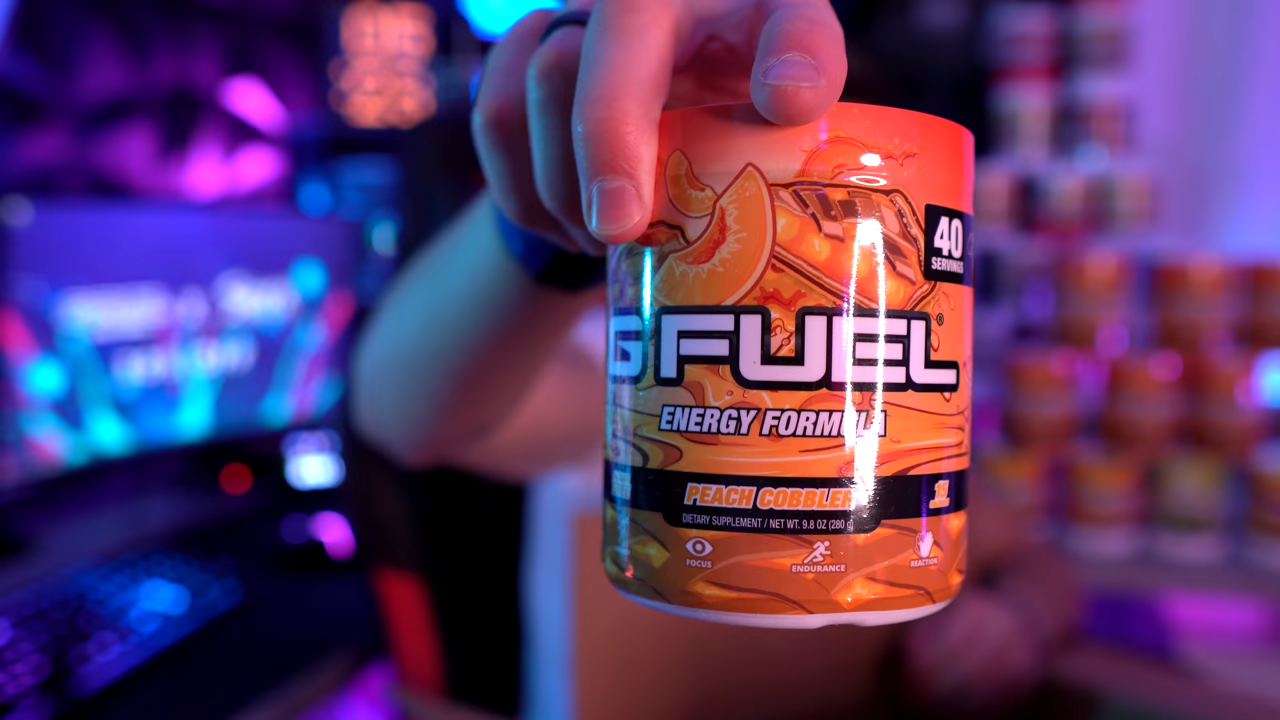 40
SERVINGS
G FUEL®
ENERGY FORMULA
PEACH COBBLER
DIETARY SUPPLEMENT / NET WT. 9.8 OZ (280 g)
FOCUS
ENDURANCE
REACTION